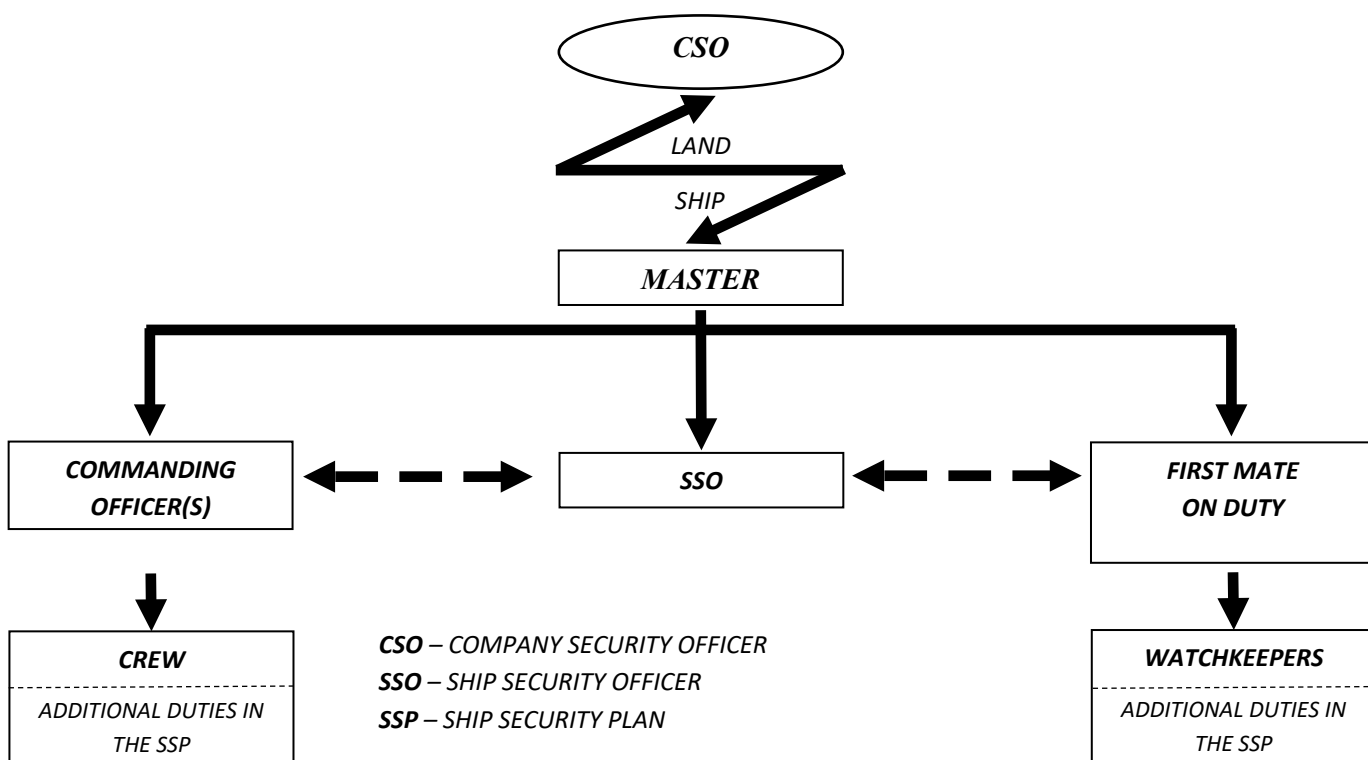 CSO
LAND
SHIP
MASTER
COMMANDING
OFFICER(S)
SSO
FIRST MATE
ON DUTY
CREW
ADDITIONAL DUTIES IN
THE SSP
CSO – COMPANY SECURITY OFFICER
SSO – SHIP SECURITY OFFICER
SSP – SHIP SECURITY PLAN
WATCHKEEPERS
ADDITIONAL DUTIES IN
THE SSP